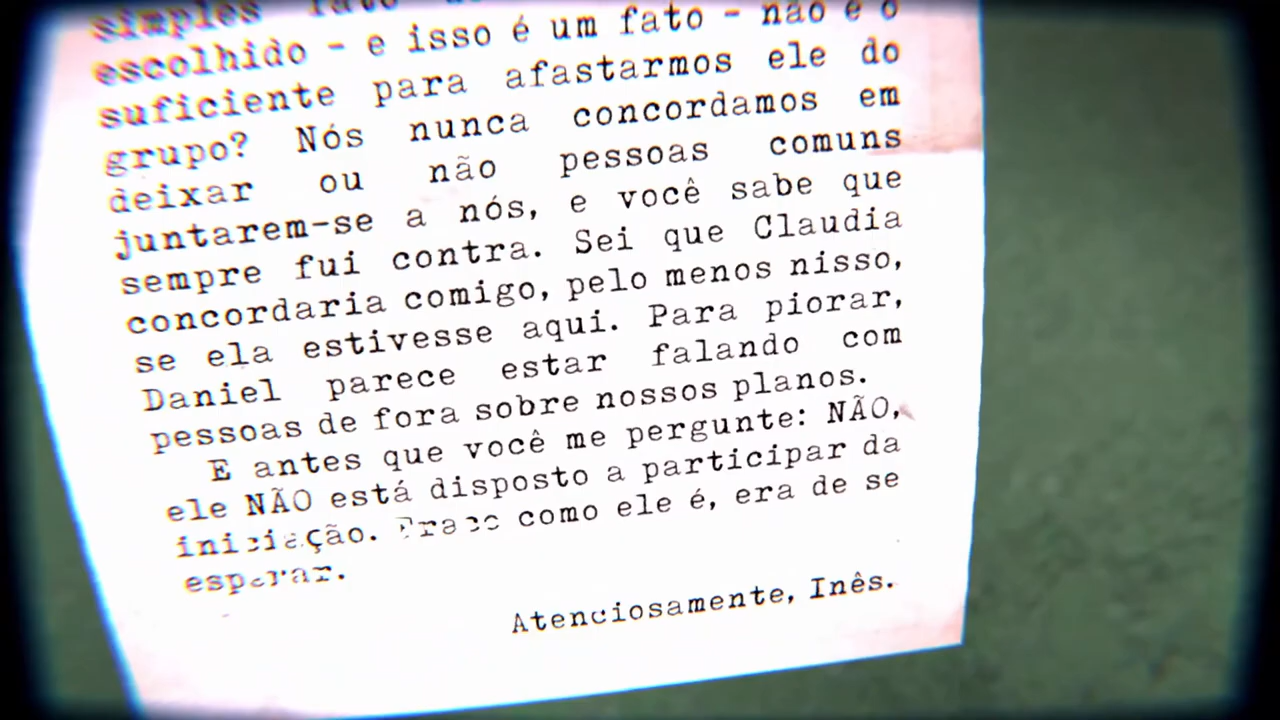 simples fato
escolhido - e isso é um fato - não é o
suficiente para afastarmos ele do
grupo? Nós nunca concordamos em
deixar ou não pessoas comuns
juntarem-se a nós, e você sabe que
sempre fui contra. Sei que Claudia
concordaria comigo, pelo menos nisso,
se ela estivesse aqui. Para piorar,
Daniel parece estar falando com
pessoas de fora sobre nossos planos.
E antes que você me pergunte: NÃO,
ele NÃO está disposto a participar da
iniciação. Fraco como ele é, era de se
esperar.
Atenciosamente, Inês.